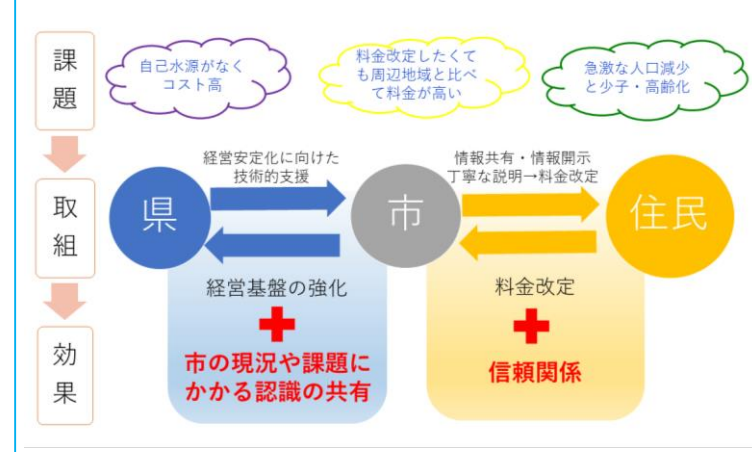 課題
自己水源がなく
コスト高
料金改定したくて
も周辺地域と比べ
て料金が高い
急激な人口減少
と少子・高齢化
取組
経営安定化に向けた
技術的支援
情報共有・情報開示
丁寧な説明→料金改定
県
市
住民
経営基盤の強化
料金改定
効果
市の現況や課題に
かかる認識の共有
信頼関係